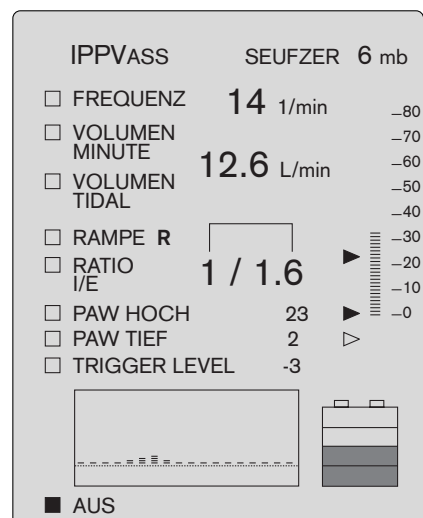 IPPVASS SEUFZER 6 mb
FREQUENZ 14 1/min
VOLUMEN
MINUTE
12.6 L/min
VOLUMEN
TIDAL
RAMPE R
RATIO
I/E
1 / 1.6
PAW HOCH 23
PAW TIEF 2
TRIGGER LEVEL -3
AUS
–80
–70
–60
–50
–40
–30
–20
–10
–0